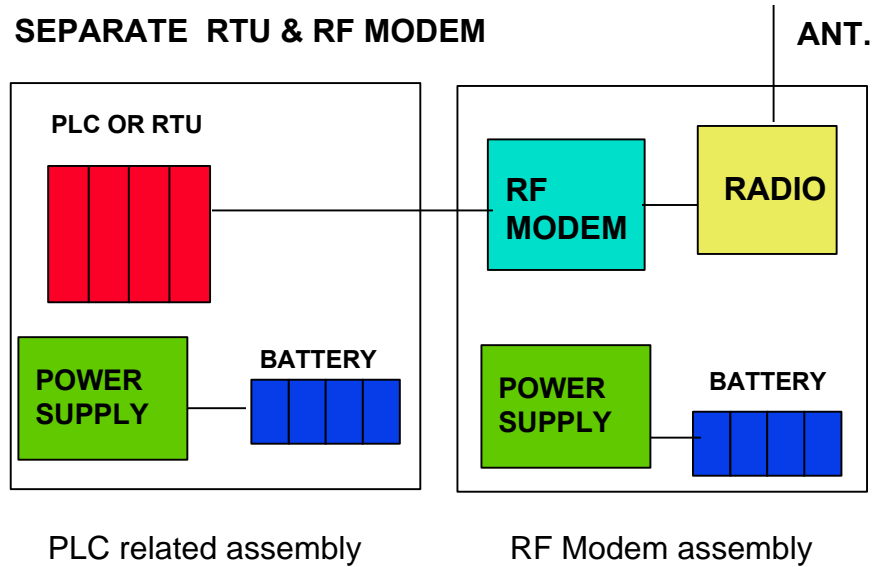 SEPARATE RTU & RF MODEM
ANT.
PLC OR RTU
RF
MODEM
RADIO
POWER
SUPPLY
BATTERY
POWER
SUPPLY
BATTERY
PLC related assembly
RF Modem assembly